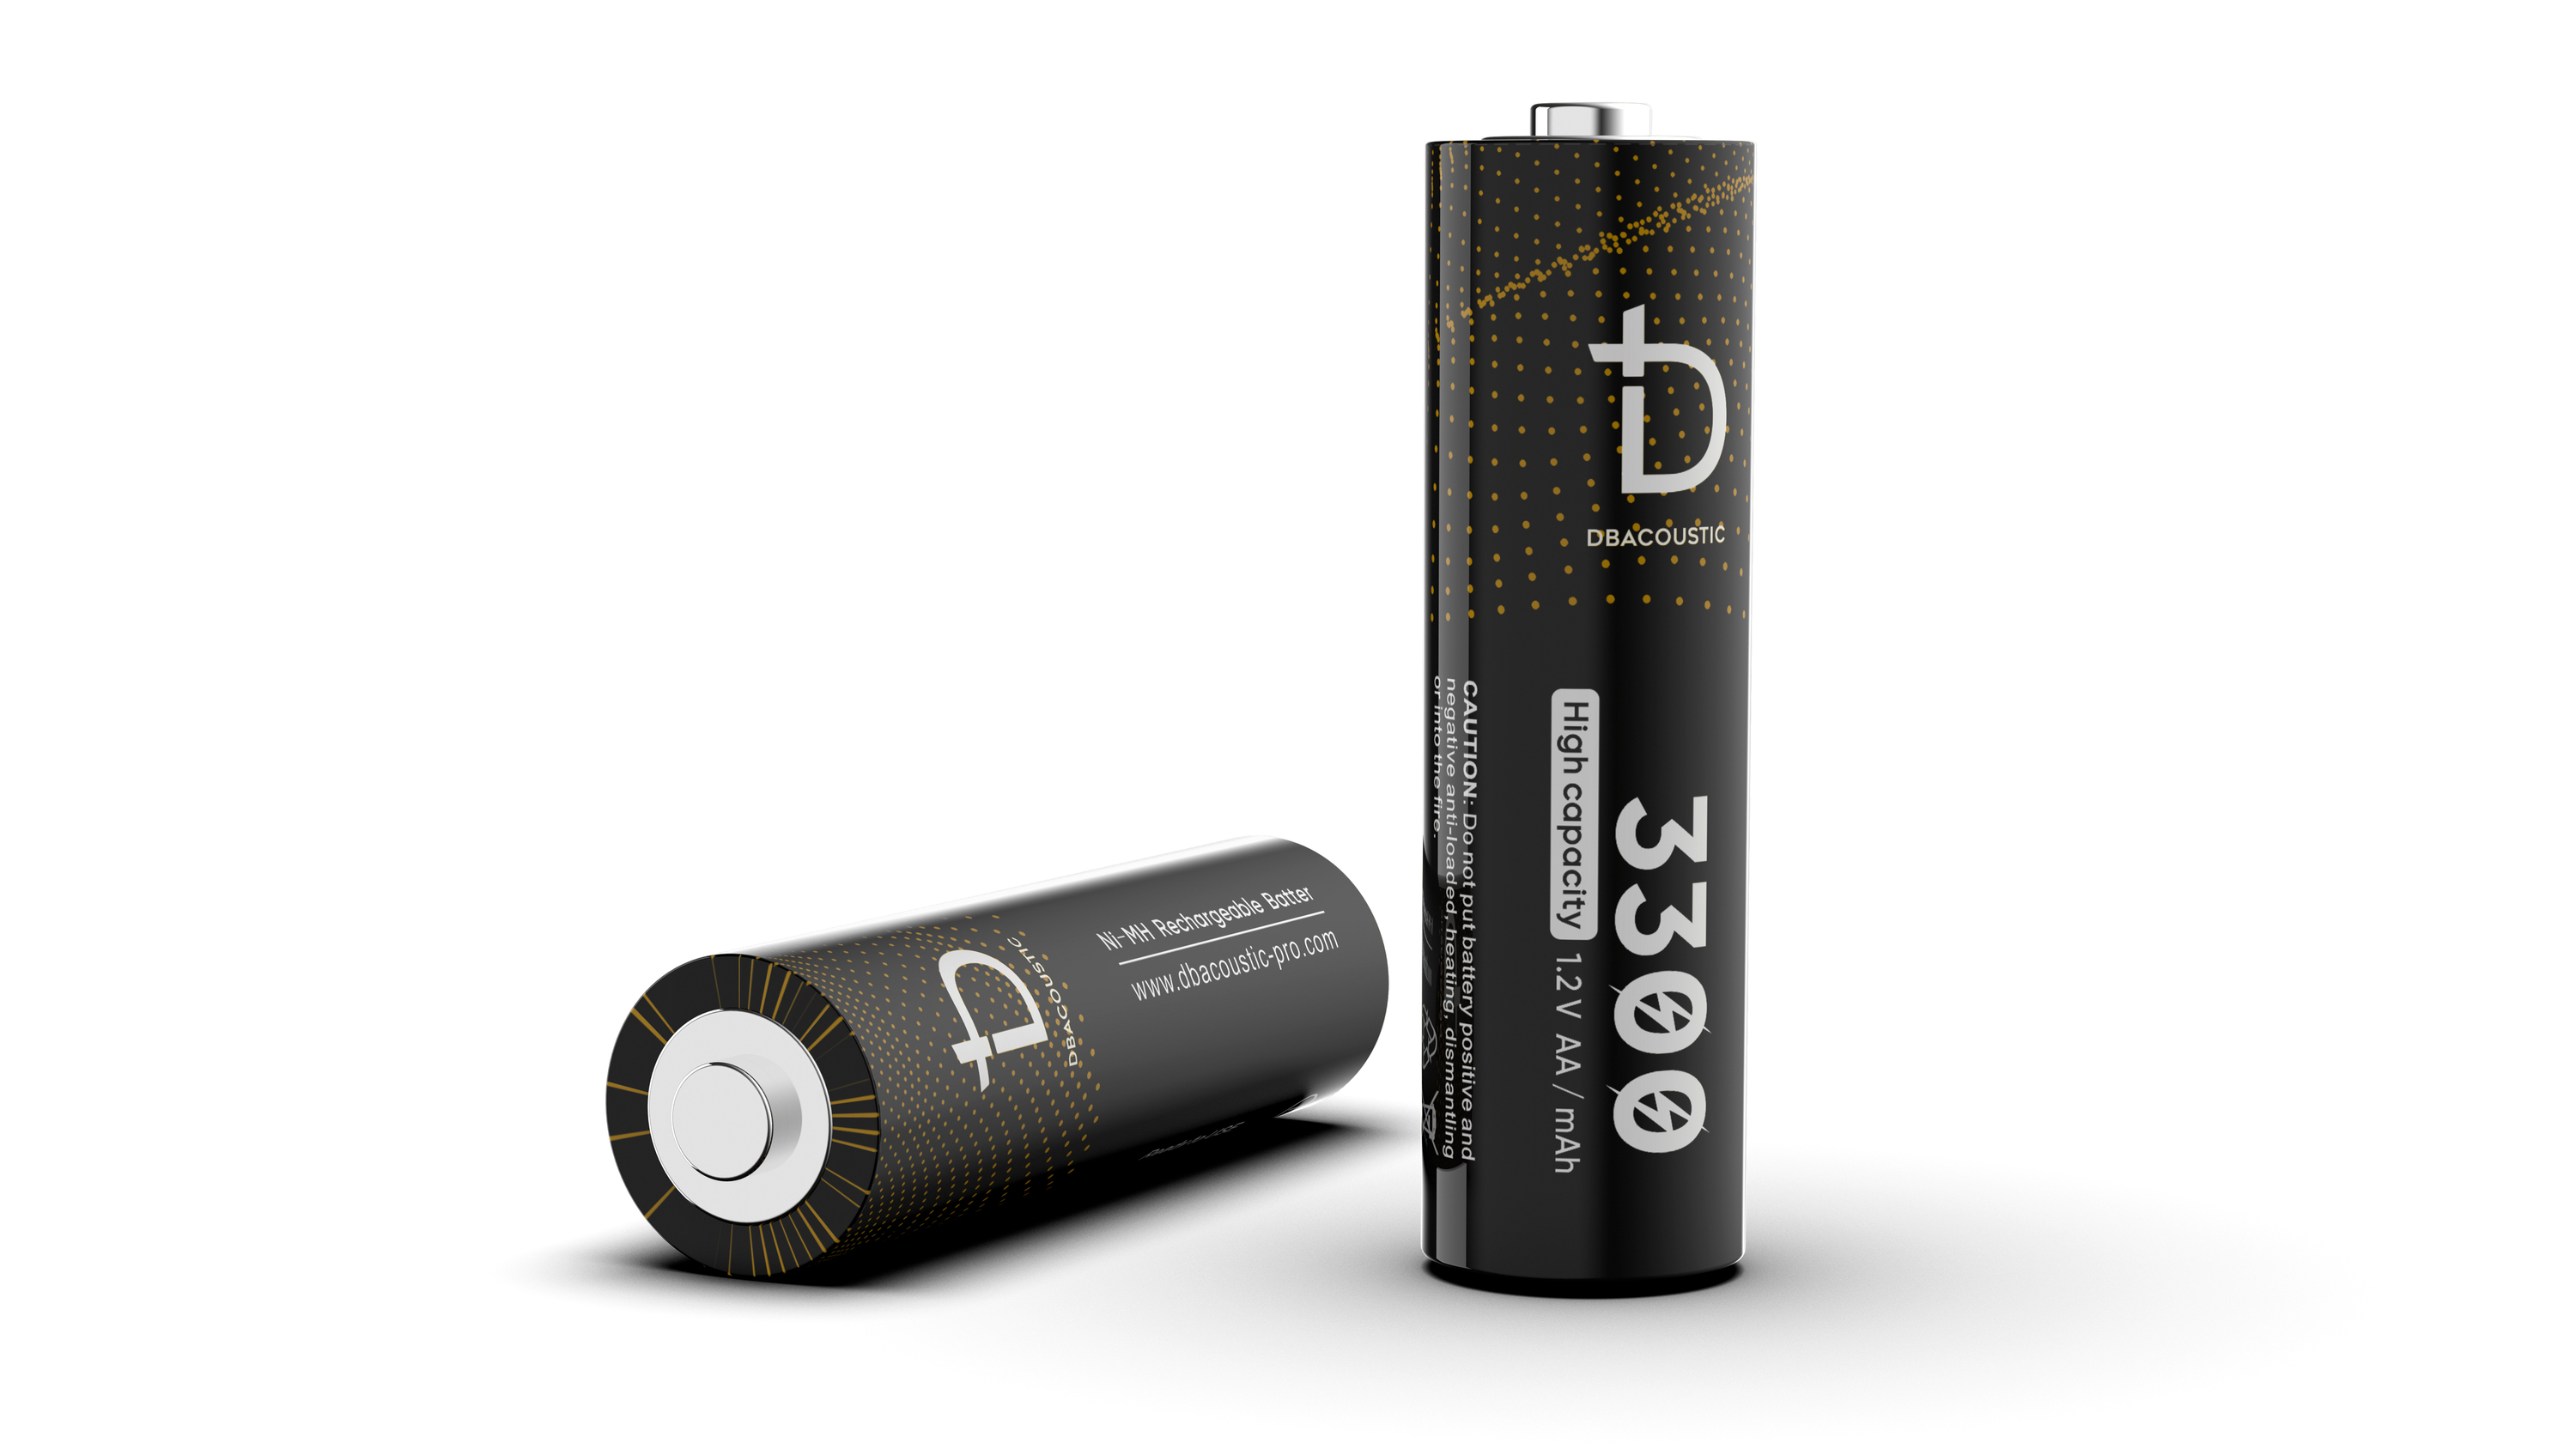 DBACOUSTIC
3300
High capacity 1.2V AA / mAh
CAUTION: Do not put battery positive and
negative anti-loaded, heating, dismantling
or into the fire.
DBACOUSTIC
Ni-MH Rechargeable Batter
www.dbacoustic-pro.com